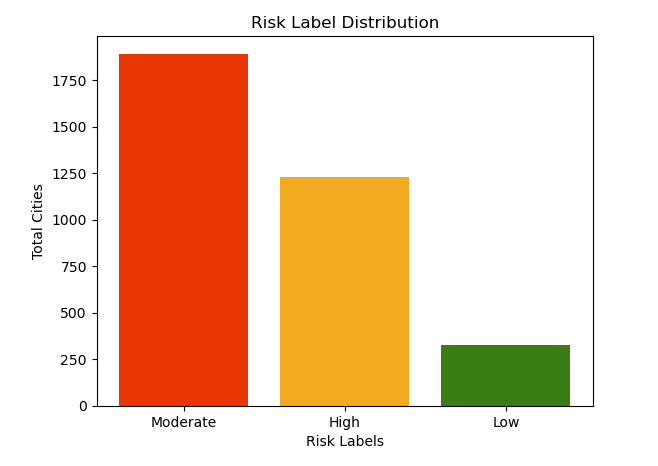 Risk Label Distribution
1750
1500
1250
1000
750
500
250
0
Total Cities
Moderate High Low
Risk Labels